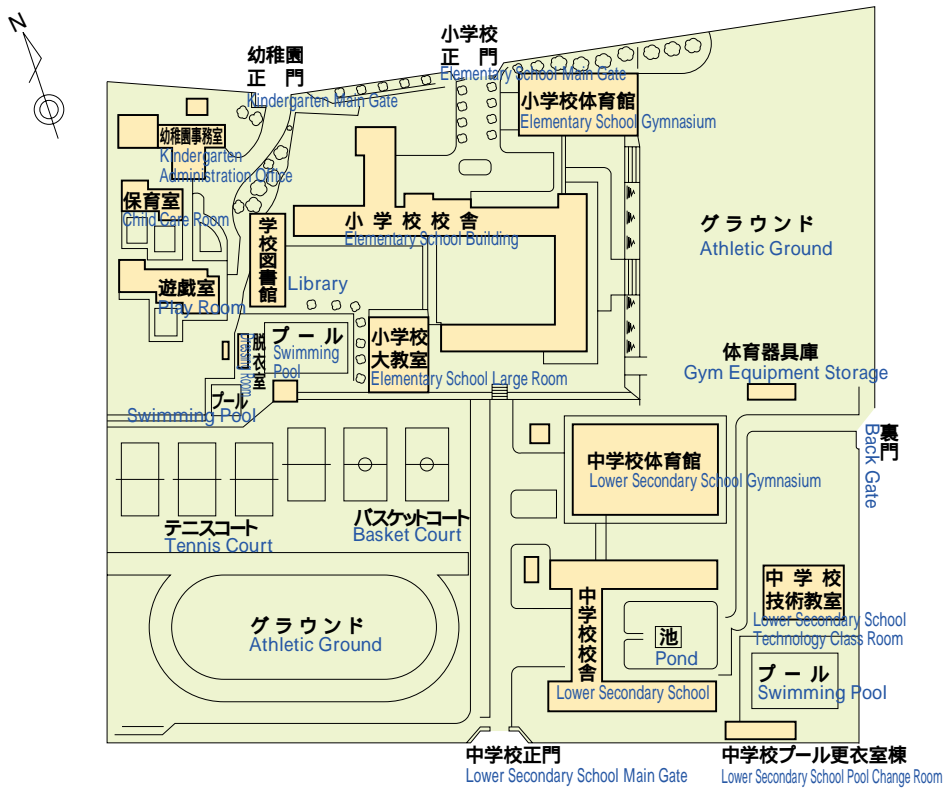 N
幼稚園
正 門
Kindergarten Main Gate
小学校
正 門
Elementary School Main Gate
小学校体育館
Elementary School Gymnasium
幼稚園事務室
Kindergarten
Administration Office
保育室
Child Care Room
小 学 校 校 舎
Elementary School Building
グ ラ ウ ン ド
Athletic Ground
学校図書館
Library
遊戯室
Play Room
脱衣室
Dressing Room
プ ー ル
Swimming
Pool
小学校
大教室
Elementary School Large Room
体育器具庫
Gym Equipment Storage
プール
Swimming Pool
裏門
Back Gate
中学校体育館
Lower Secondary School Gymnasium
テニスコート
Tennis Court
バスケットコート
Basket Court
中 学 校
技術教室
Lower Secondary School
Technology Class Room
グ ラ ウ ン ド
Athletic Ground
中学校校舎
Lower Secondary School
池
Pond
プ ー ル
Swimming Pool
中学校正門
Lower Secondary School Main Gate
中学校プール更衣室棟
Lower Secondary School Pool Change Room